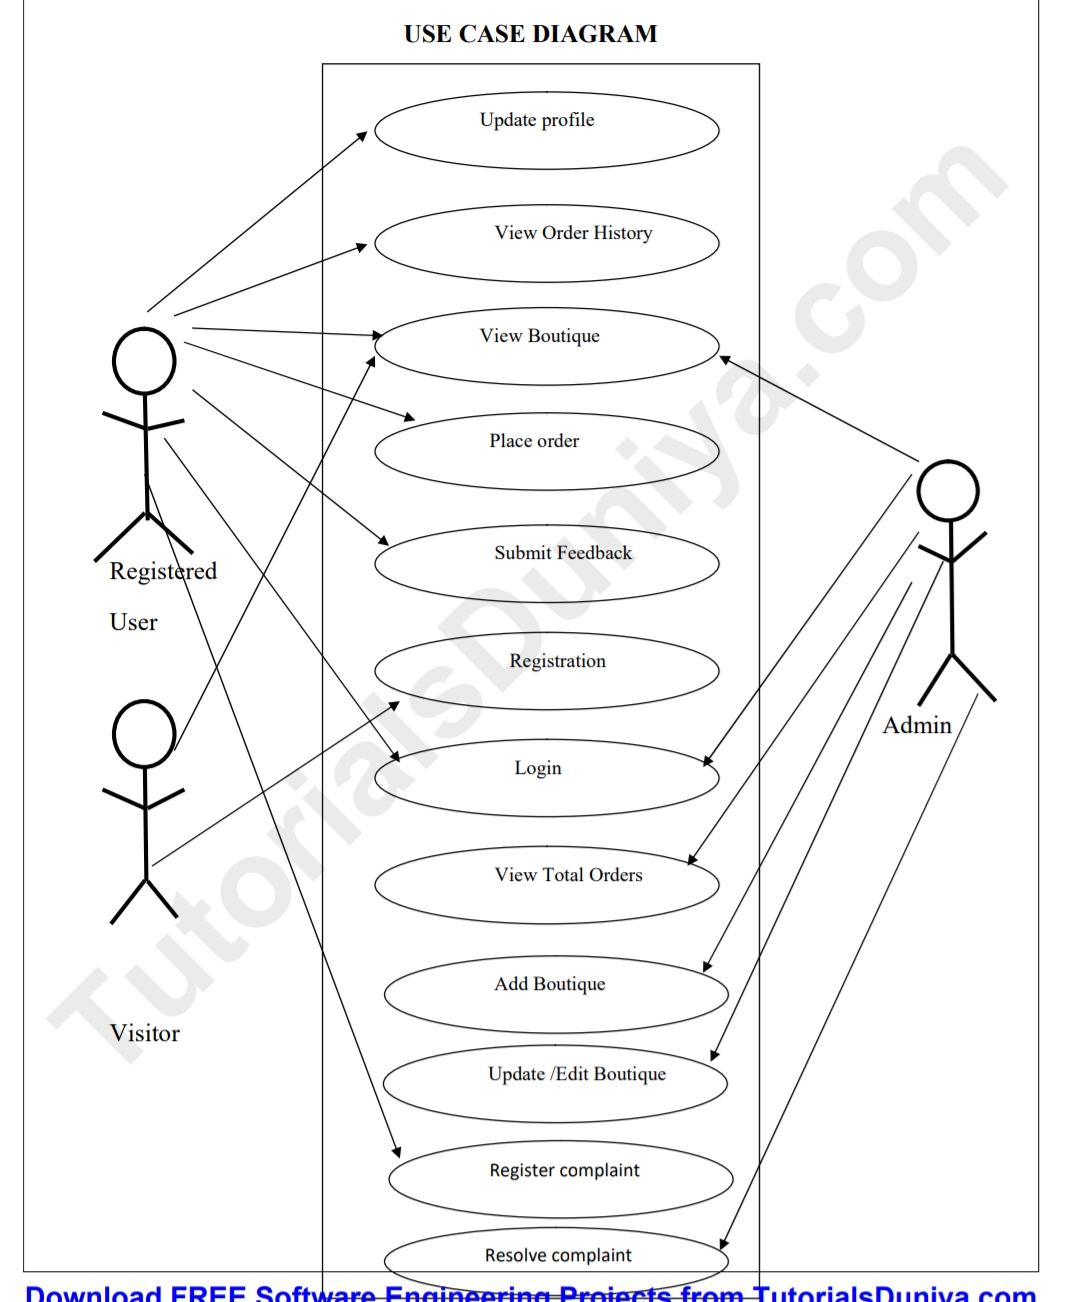 USE CASE DIAGRAM
Update profile
View Order History
View Boutique
Place order
Submit Feedback
Registered
User
Registration
Admin
Login
View Total Orders
Add Boutique
Visitor
Update /Edit Boutique
Register complaint
Resolve complaint
Download FREE Software Engineering Projects from TutorialsDuniya.com
TutorialsDuniya.com